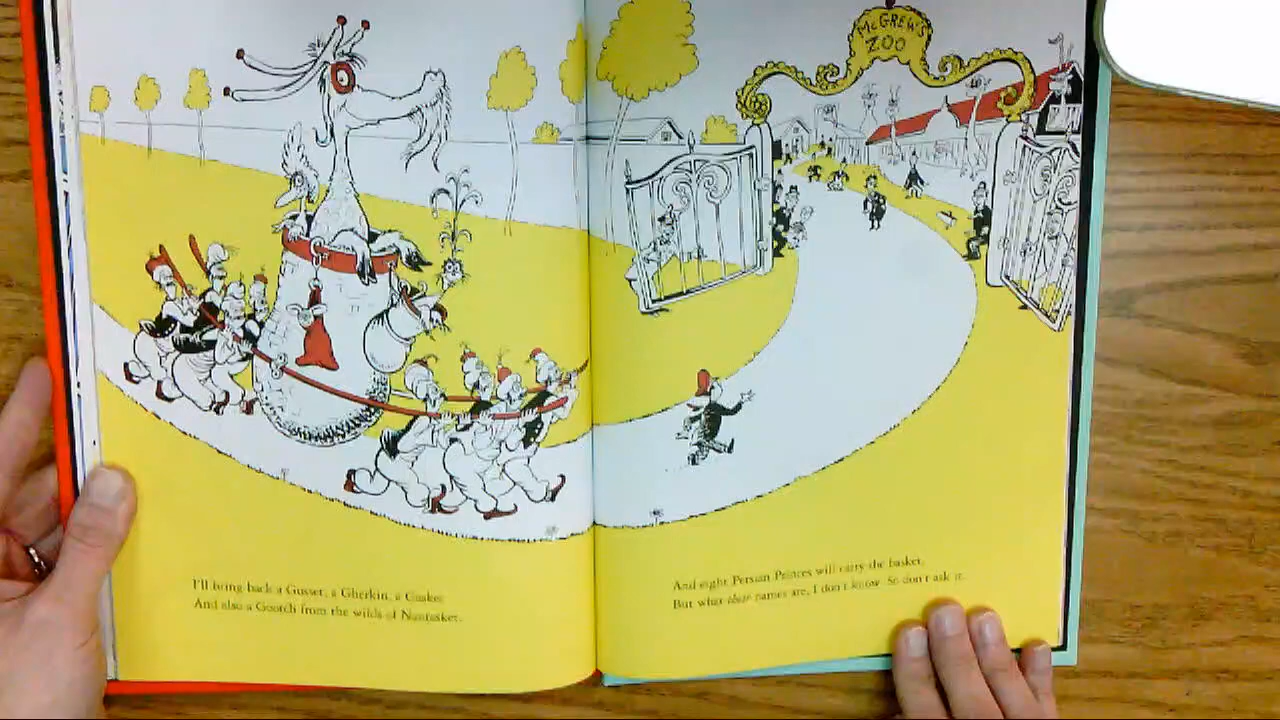 McGREW'S
ZOO
I'll bring back a Gusset, a Gherkin, a Gasket
And also a Gootch from the wilds of Nantasket.
And eight Persian Princes will carry the basket,
But what their names are, I don't know. So don't ask it.